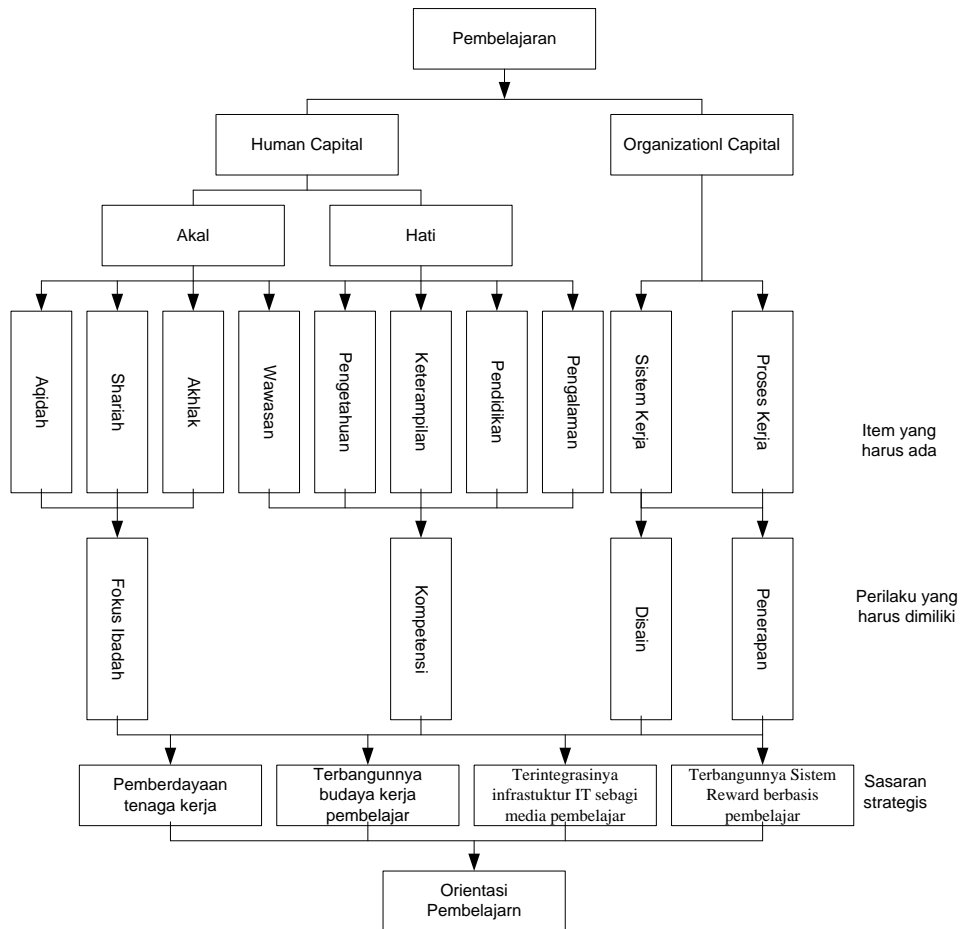 Pembelajaran
Human Capital
Organizationl Capital
Akal
Hati
Aqidah
Shariah
Akhlak
Wawasan
Pengetahuan
Keterampilan
Pendidikan
Pengalaman
Sistem Kerja
Proses Kerja
Item yang
harus ada
Fokus Ibadah
Kompetensi
Disain
Penerapan
Perilaku yang
harus dimiliki
Pemberdayaan
tenaga kerja
Terbangunnya
budaya kerja
pembelajar
Terintegrasinya
infrastuktur IT sebagi
media pembelajar
Terbangunnya Sistem
Reward berbasis
pembelajar
Sasaran
strategis
Orientasi
Pembelajarn